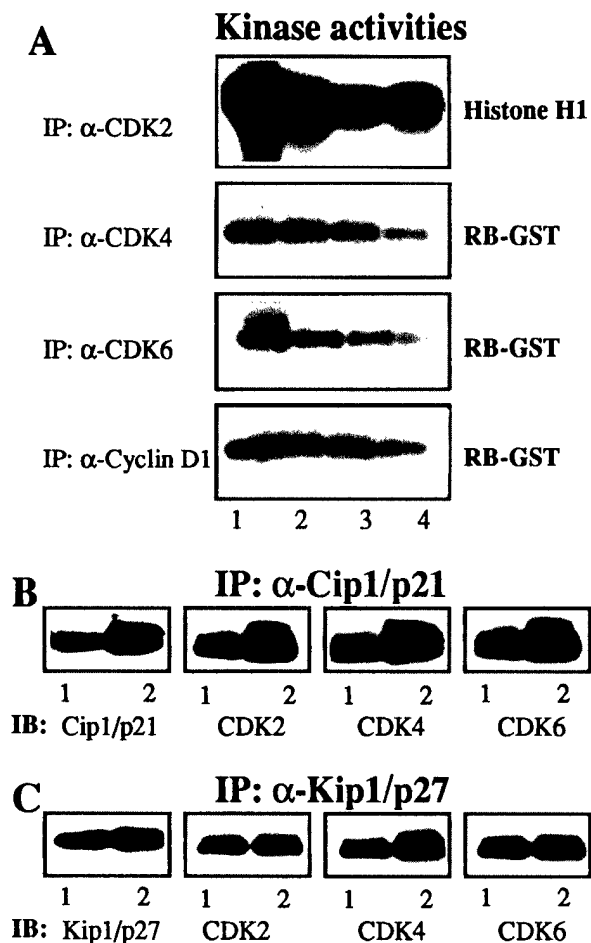 A
Kinase activities
IP: α-CDK2
Histone H1
IP: α-CDK4
RB-GST
IP: α-CDK6
RB-GST
IP: α-Cyclin D1
RB-GST
1 2 3 4
B
IP: α-Cip1/p21
1 2 1 2 1 2 1 2
IB: Cip1/p21 CDK2 CDK4 CDK6
C
IP: α-Kip1/p27
1 2 1 2 1 2 1 2
IB: Kip1/p27 CDK2 CDK4 CDK6